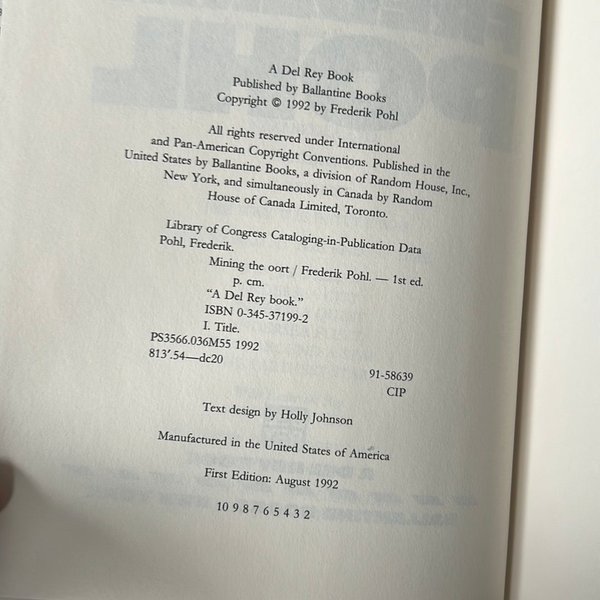 A Del Rey Book
Published by Ballantine Books
Copyright © 1992 by Frederik Pohl
All rights reserved under International
and Pan-American Copyright Conventions. Published in the
United States by Ballantine Books, a division of Random House, Inc.,
New York, and simultaneously in Canada by Random
House of Canada Limited, Toronto.
Library of Congress Cataloging-in-Publication Data
Pohl, Frederik.
Mining the oort / Frederik Pohl. — 1st ed.
p. cm.
"A Del Rey book."
ISBN 0-345-37199-2
I. Title.
PS3566.036M55 1992
813'.54—dc20
91-58639
CIP
Text design by Holly Johnson
Manufactured in the United States of America
First Edition: August 1992
10 9 8 7 6 5 4 3 2